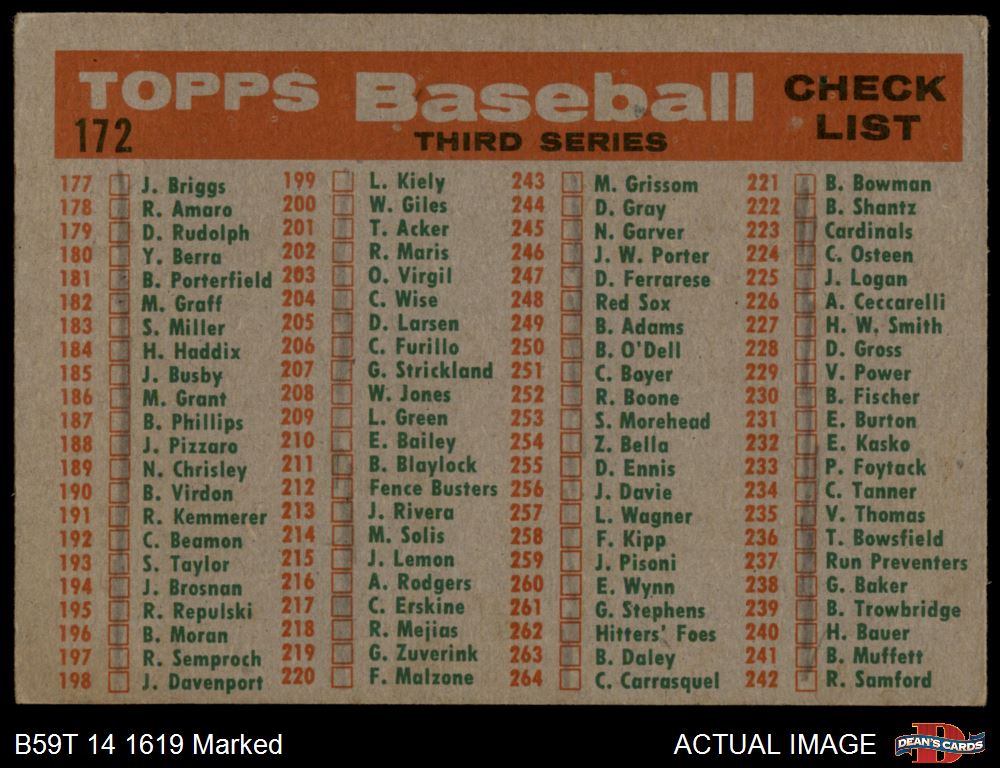 TOPPS Baseball CHECK LIST
172 THIRD SERIES
177 J. Briggs
178 R. Amaro
179 D. Rudolph
180 Y. Berra
181 B. Porterfield
182 M. Graff
183 S. Miller
184 H. Haddix
185 J. Busby
186 M. Grant
187 B. Phillips
188 J. Pizzaro
189 N. Chrisley
190 B. Virdon
191 R. Kemmerer
192 C. Beamon
193 S. Taylor
194 J. Brosnan
195 R. Repulski
196 B. Moran
197 R. Semproch
198 J. Davenport
199 L. Kiely
200 W. Giles
201 T. Acker
202 R. Maris
203 O. Virgil
204 C. Wise
205 D. Larsen
206 C. Furillo
207 G. Strickland
208 W. Jones
209 L. Green
210 E. Bailey
211 B. Blaylock
212 Fence Busters
213 J. Rivera
214 M. Solis
215 J. Lemon
216 A. Rodgers
217 C. Erskine
218 R. Mejias
219 G. Zuverink
220 F. Malzone
243 M. Grissom
244 D. Gray
245 N. Garver
246 J. W. Porter
247 D. Ferrarese
248 Red Sox
249 B. Adams
250 B. O'Dell
251 C. Boyer
252 R. Boone
253 S. Morehead
254 Z. Bella
255 D. Ennis
256 J. Davie
257 L. Wagner
258 F. Kipp
259 J. Pisoni
260 E. Wynn
261 G. Stephens
262 Hitters' Foes
263 B. Daley
264 C. Carrasquel
221 B. Bowman
222 B. Shantz
223 Cardinals
224 C. Osteen
225 J. Logan
226 A. Ceccarelli
227 H. W. Smith
228 D. Gross
229 V. Power
230 B. Fischer
231 E. Burton
232 E. Kasko
233 P. Foytack
234 C. Tanner
235 V. Thomas
236 T. Bowsfield
237 Run Preventers
238 G. Baker
239 B. Trowbridge
240 H. Bauer
241 B. Muffett
242 R. Samford
B59T 14 1619 Marked
ACTUAL IMAGE
DEAN'S CARDS